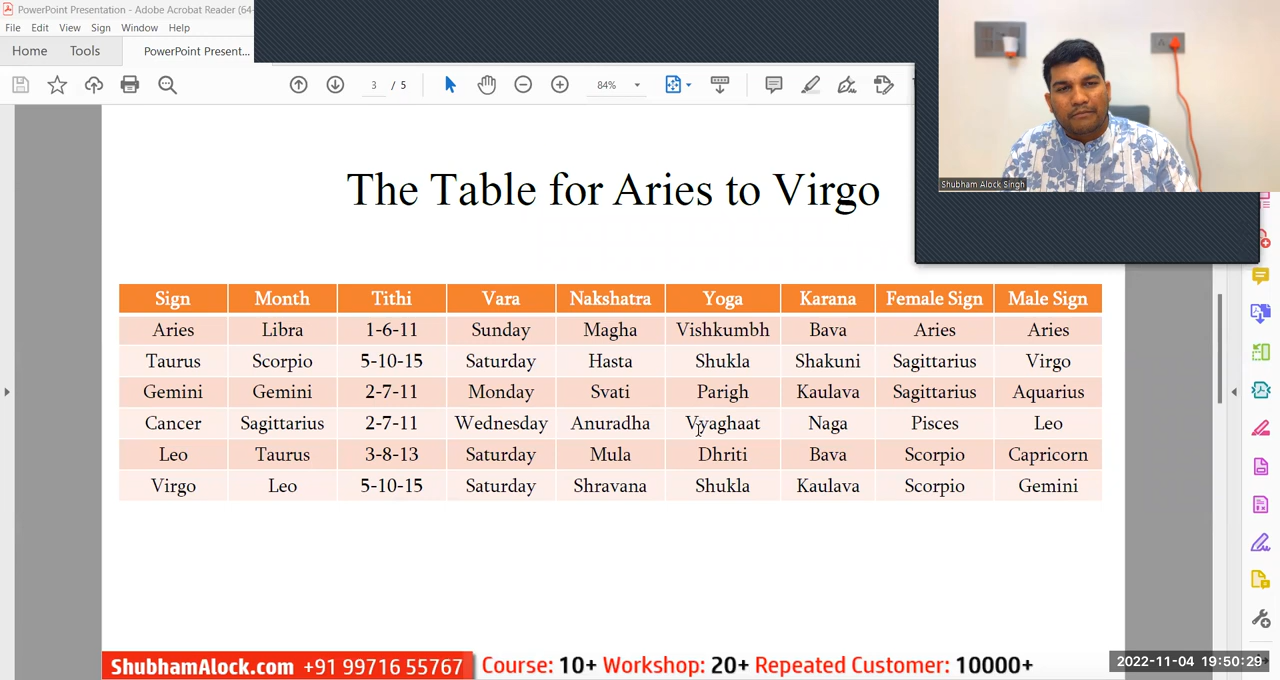 PowerPoint Presentation - Adobe Acrobat Reader (64-
File Edit View Sign Window Help
Home Tools PowerPoint Present...
3 / 5 84%
Shubham Alock Singh
The Table for Aries to Virgo
Sign Month Tithi Vara Nakshatra Yoga Karana Female Sign Male Sign
Aries Libra 1-6-11 Sunday Magha Vishkumbh Bava Aries Aries
Taurus Scorpio 5-10-15 Saturday Hasta Shukla Shakuni Sagittarius Virgo
Gemini Gemini 2-7-11 Monday Svati Parigh Kaulava Sagittarius Aquarius
Cancer Sagittarius 2-7-11 Wednesday Anuradha Vyaghaat Naga Pisces Leo
Leo Taurus 3-8-13 Saturday Mula Dhriti Bava Scorpio Capricorn
Virgo Leo 5-10-15 Saturday Shravana Shukla Kaulava Scorpio Gemini
ShubhamAlock.com +91 99716 55767 Course: 10+ Workshop: 20+ Repeated Customer: 10000+
2022-11-04 19:50:29